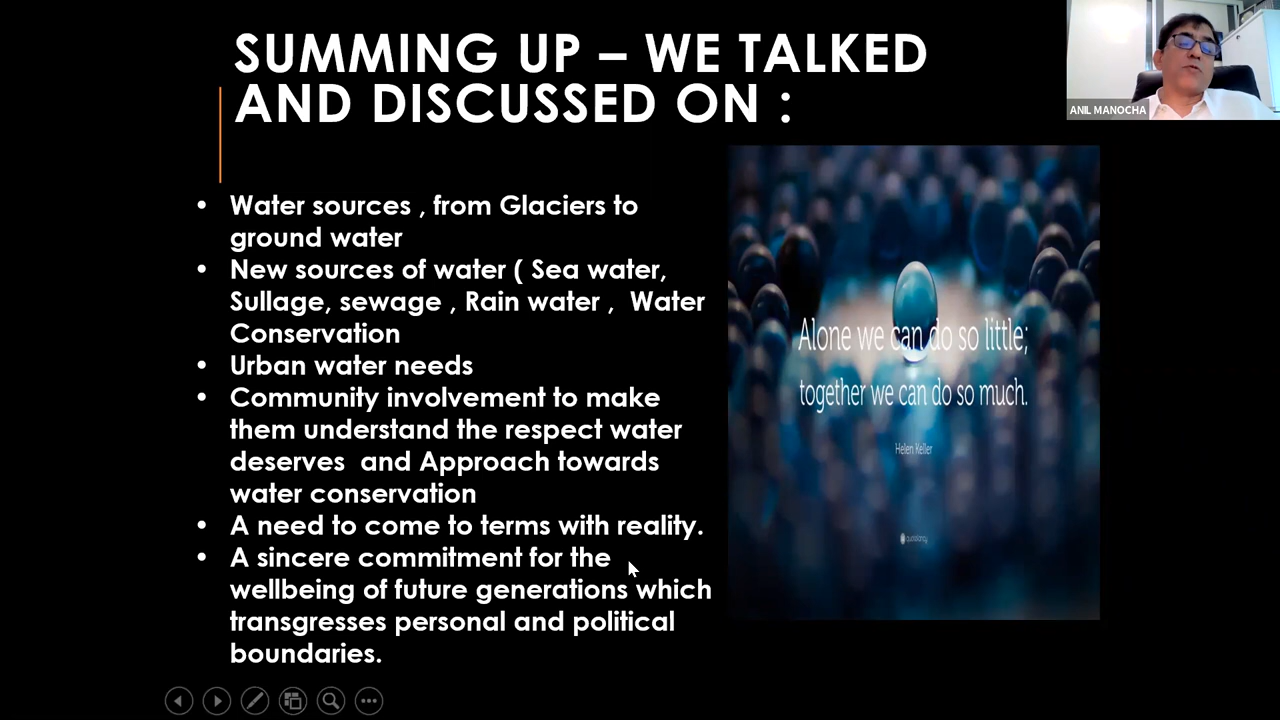 SUMMING UP – WE TALKED
AND DISCUSSED ON :
ANIL MANOCHA
• Water sources , from Glaciers to
ground water
• New sources of water ( Sea water,
Sullage, sewage , Rain water , Water
Conservation
• Urban water needs
• Community involvement to make
them understand the respect water
deserves and Approach towards
water conservation
• A need to come to terms with reality.
• A sincere commitment for the
wellbeing of future generations which
transgresses personal and political
boundaries.
Alone we can do so little;
together we can do so much.
Helen Keller